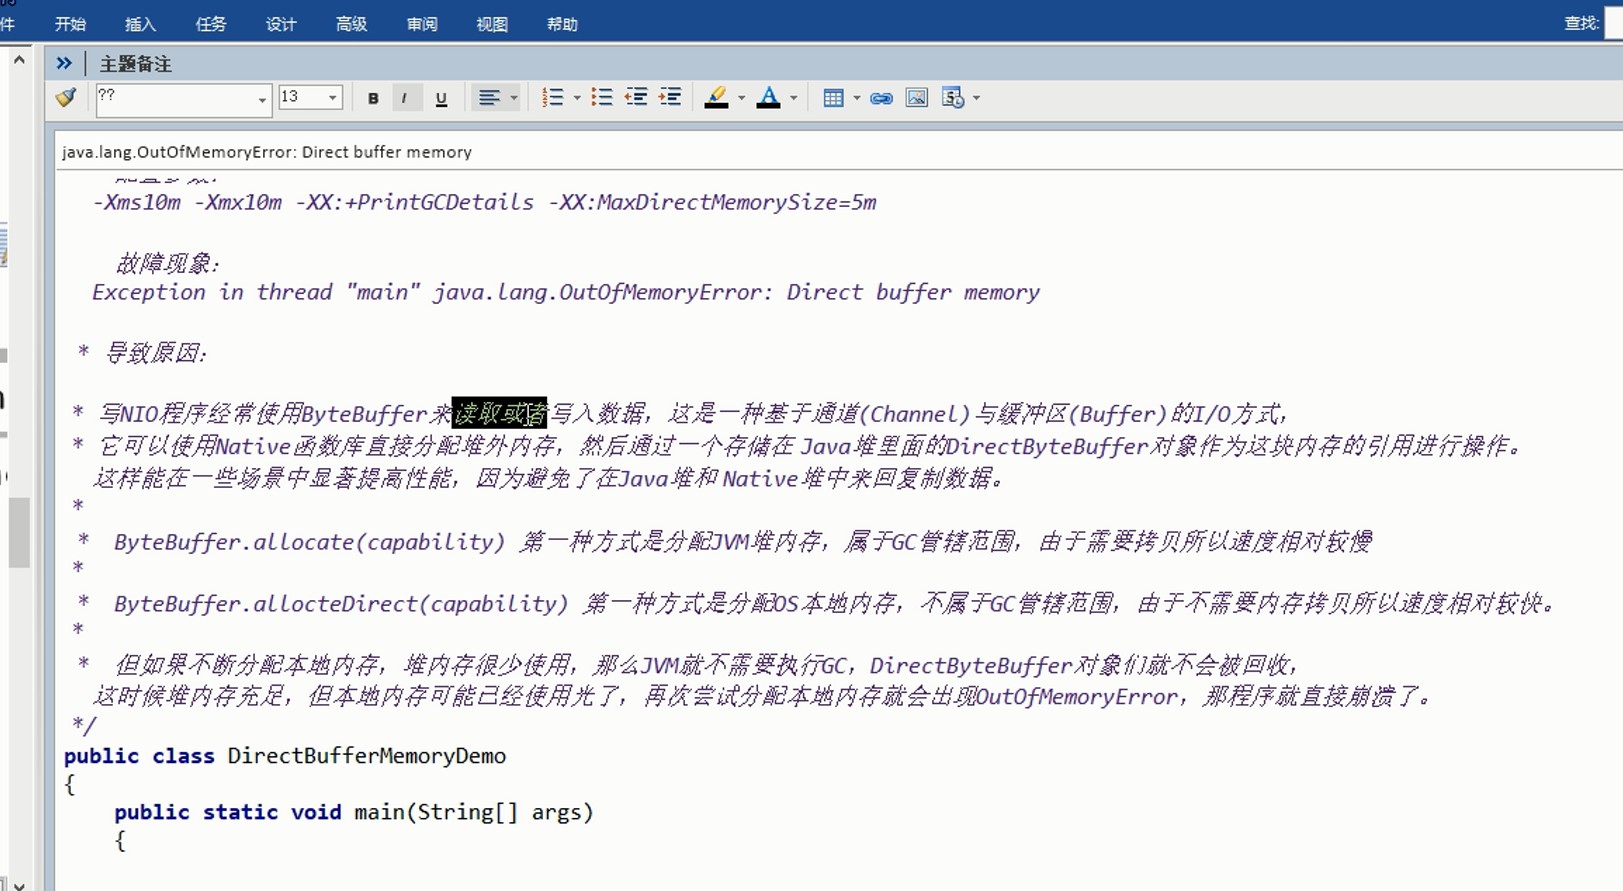 件 开始 插入 任务 设计 高级 审阅 视图 帮助 查找:
主题备注
?? 13 B I U
java.lang.OutOfMemoryError: Direct buffer memory
-Xms10m -Xmx10m -XX:+PrintGCDetails -XX:MaxDirectMemorySize=5m
故障现象:
Exception in thread "main" java.lang.OutOfMemoryError: Direct buffer memory
* 导致原因:
* 写NIO程序经常使用ByteBuffer来读取或者写入数据，这是一种基于通道(Channel)与缓冲区(Buffer)的I/O方式，
* 它可以使用Native函数库直接分配堆外内存，然后通过一个存储在Java堆里面的DirectByteBuffer对象作为这块内存的引用进行操作。
这样能在一些场景中显著提高性能，因为避免了在Java堆和Native堆中来回复制数据。
*
* ByteBuffer.allocate(capability) 第一种方式是分配JVM堆内存，属于GC管辖范围，由于需要拷贝所以速度相对较慢
*
* ByteBuffer.allocteDirect(capability) 第一种方式是分配OS本地内存，不属于GC管辖范围，由于不需要内存拷贝所以速度相对较快。
*
* 但如果不断分配本地内存，堆内存很少使用，那么JVM就不需要执行GC，DirectByteBuffer对象们就不会被回收，
这时候堆内存充足，但本地内存可能已经使用光了，再次尝试分配本地内存就会出现OutOfMemoryError，那程序就直接崩溃了。
*/
public class DirectBufferMemoryDemo
{
public static void main(String[] args)
{